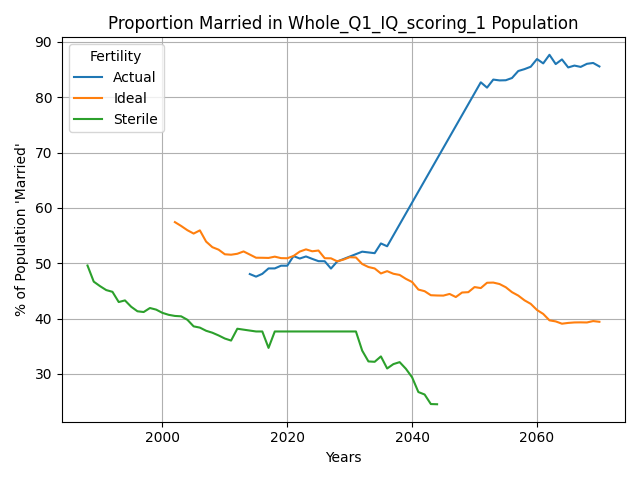 Proportion Married in Whole_Q1_IQ_scoring_1 Population
% of Population 'Married'
90
80
70
60
50
40
30
Fertility
Actual
Ideal
Sterile
2000
2020
2040
2060
Years